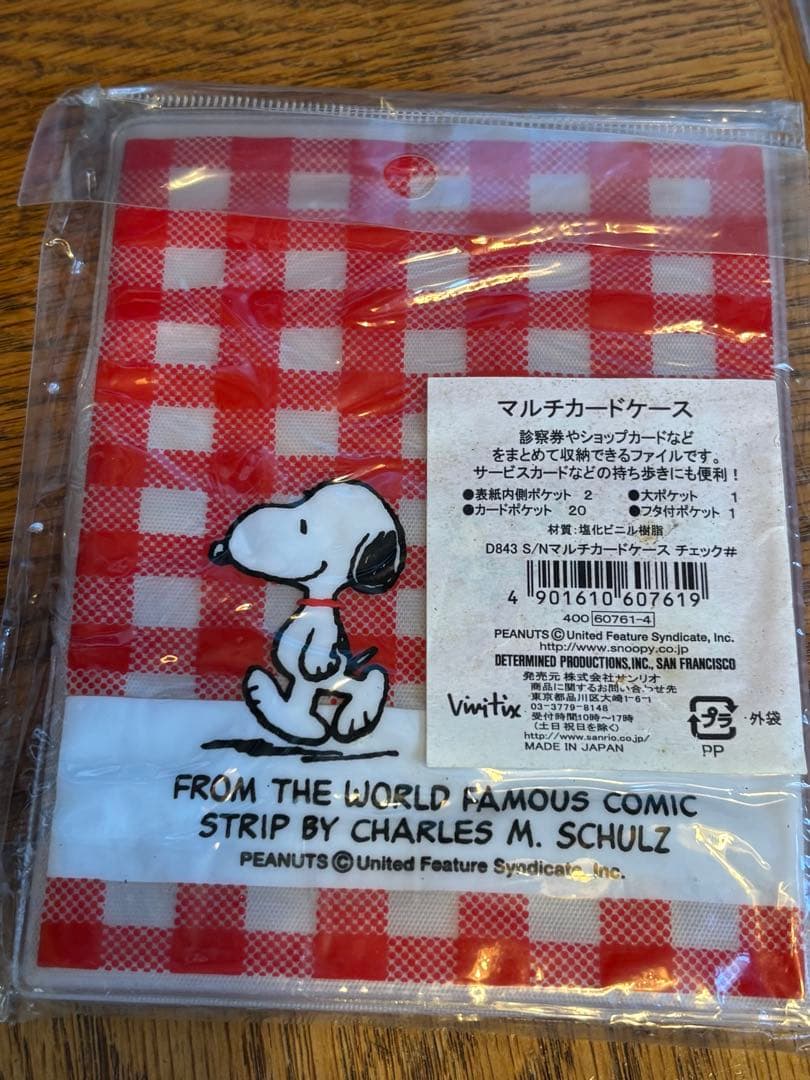 マルチカードケース
診察券やショップカードなど
をまとめて収納できるファイルです。
サービスカードなどの持ち歩きにも便利！
●表紙内側ポケット 2 ●大ポケット 1
●カードポケット 20 ●フタ付ポケット 1
材質：塩化ビニル樹脂
D843 S/Nマルチカードケース チェック#
4 901610 607619
400 60761-4
PEANUTS © United Feature Syndicate, Inc.
http://www.snoopy.co.jp
DETERMINED PRODUCTIONS, INC., SAN FRANCISCO
発売元 株式会社サンリオ
商品に関するお問い合わせ先
東京都品川区大崎1-6-1
03-3779-8148
受付時間10時〜17時
(土日祝日を除く)
http://www.sanrio.co.jp/
MADE IN JAPAN
Vivitix
プラ
外袋
PP
FROM THE WORLD FAMOUS COMIC
STRIP BY CHARLES M. SCHULZ
PEANUTS © United Feature Syndicate, Inc.